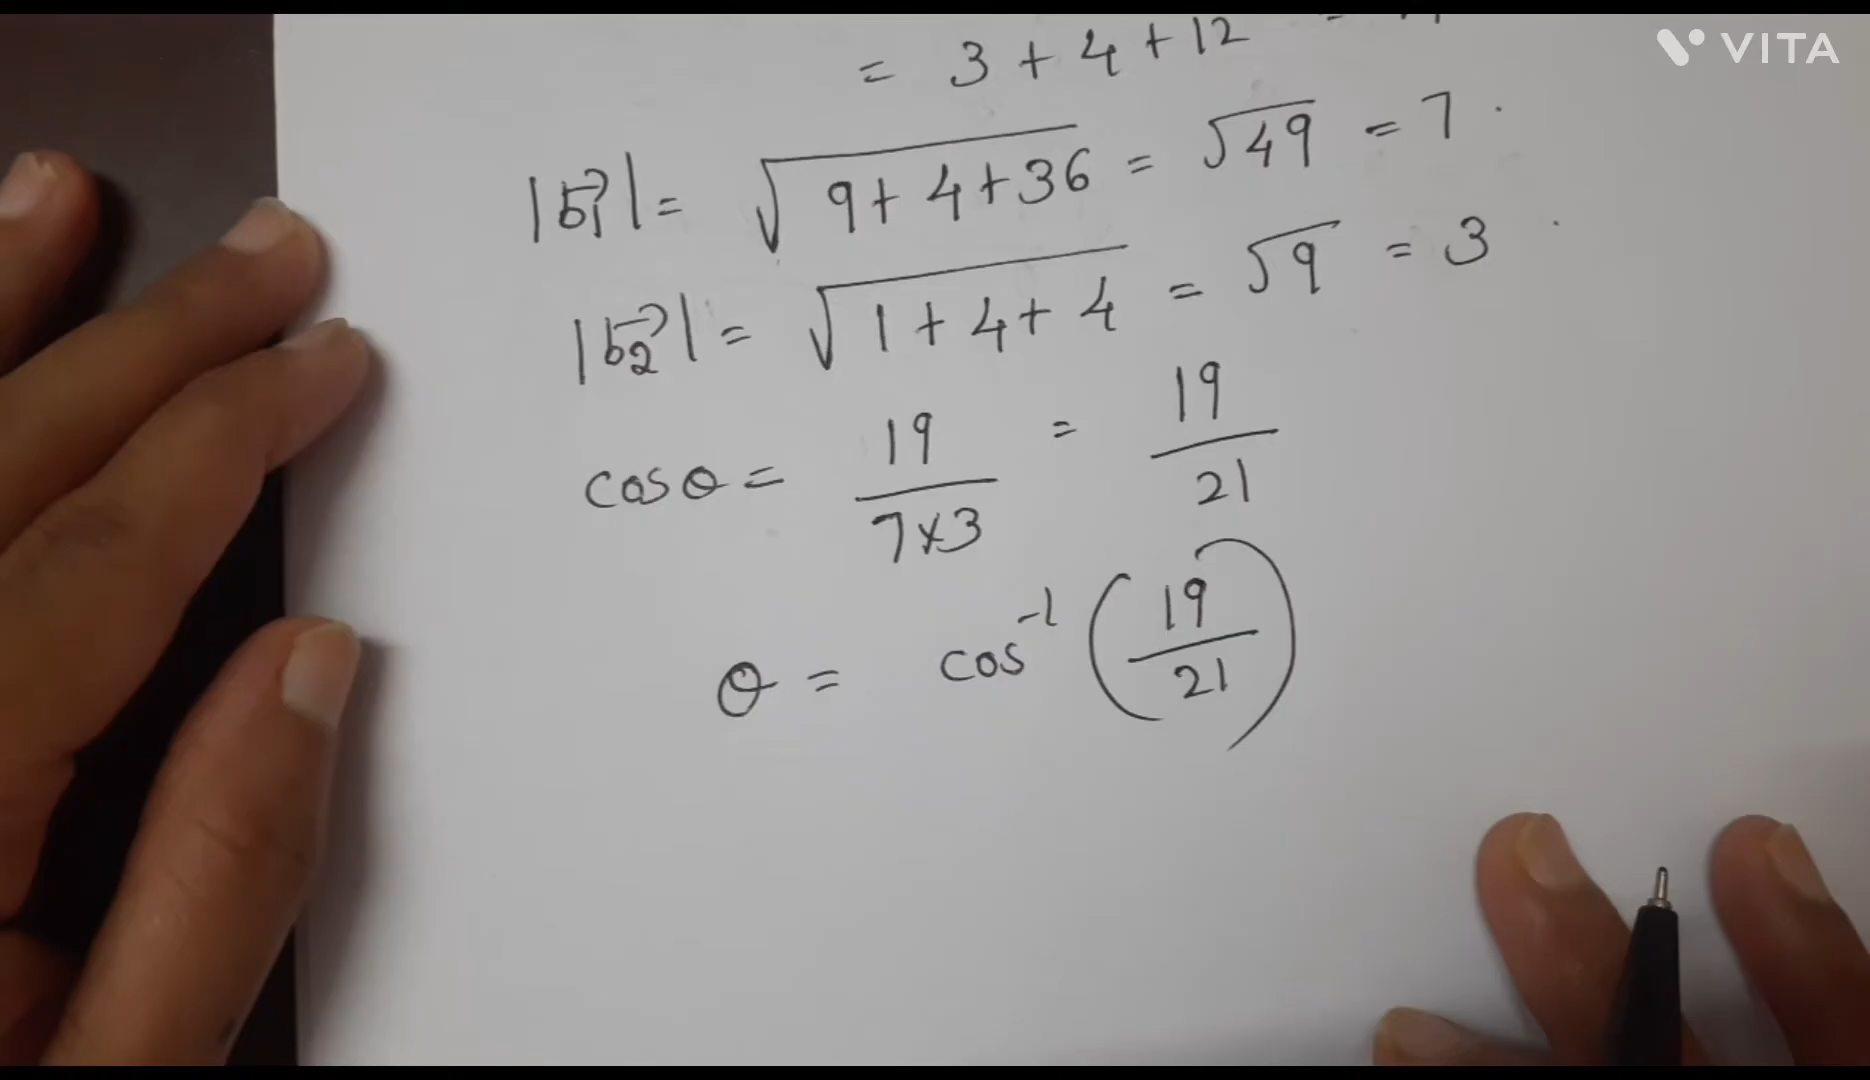 = 3 + 4 + 12 =
VITA
|b₁⃗| = √(9 + 4 + 36) = √49 = 7 .
|b₂⃗| = √(1 + 4 + 4) = √9 = 3 .
cosθ = 19/(7×3) = 19/21
θ = cos⁻¹(19/21)